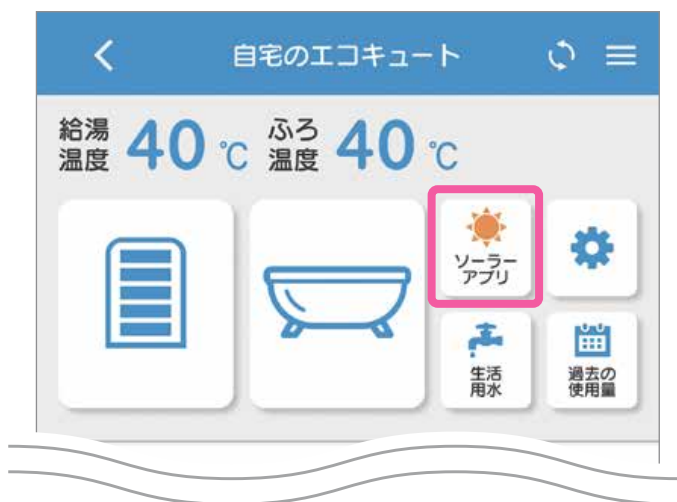 自宅のエコキュート
給湯
温度 40 ℃ ふろ
温度 40 ℃
ソーラー
アプリ
生活
用水
過去の
使用量